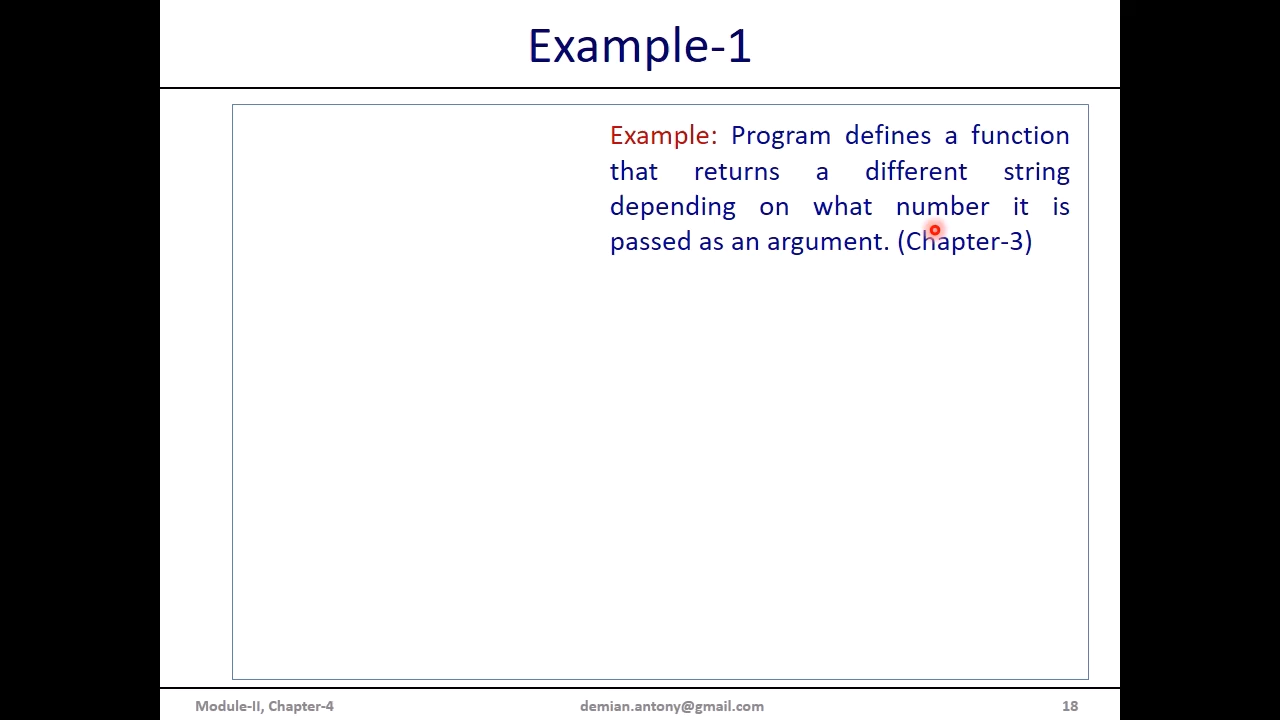 Example-1
Example: Program defines a function
that returns a different string
depending on what number it is
passed as an argument. (Chapter-3)
Module-II, Chapter-4
demian.antony@gmail.com
18